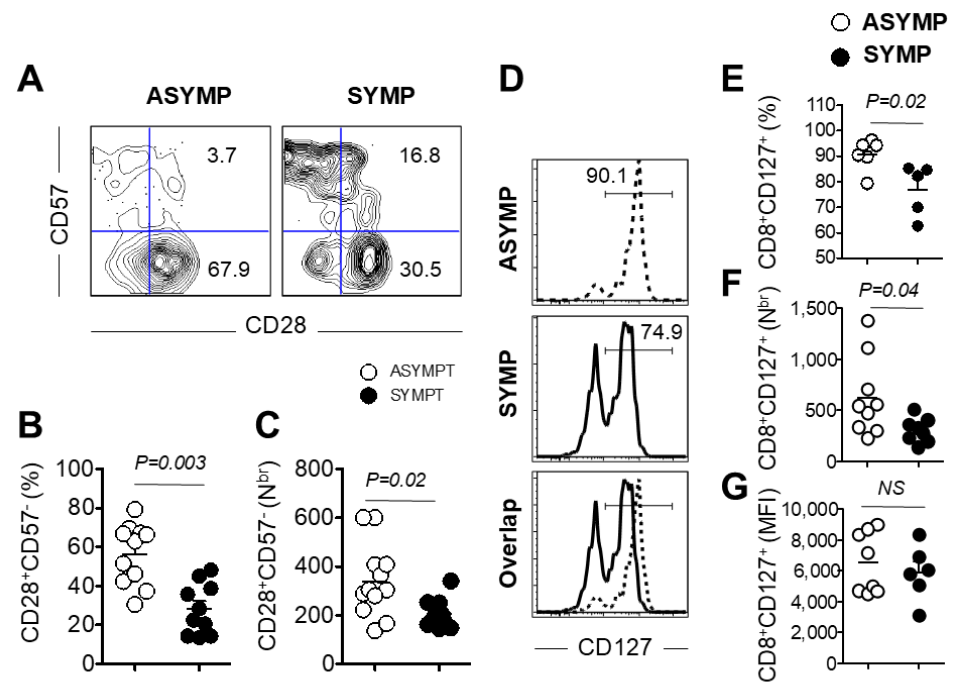 ASYMP
SYMP
A
ASYMP
SYMP
CD57
3.7
67.9
16.8
30.5
CD28
ASYMPT
SYMPT
B
CD28⁺CD57⁻ (%)
100
80
60
40
20
0
P=0.003
C
CD28⁺CD57⁻ (Nᵇʳ)
800
600
400
200
0
P=0.02
D
ASYMP
90.1
SYMP
74.9
Overlap
CD127
E
CD8⁺CD127⁺ (%)
110
100
90
80
70
60
50
P=0.02
F
CD8⁺CD127⁺ (Nᵇʳ)
1,500
1,000
500
0
P=0.04
G
CD8⁺CD127⁺ (MFI)
10,000
8,000
6,000
4,000
2,000
0
NS